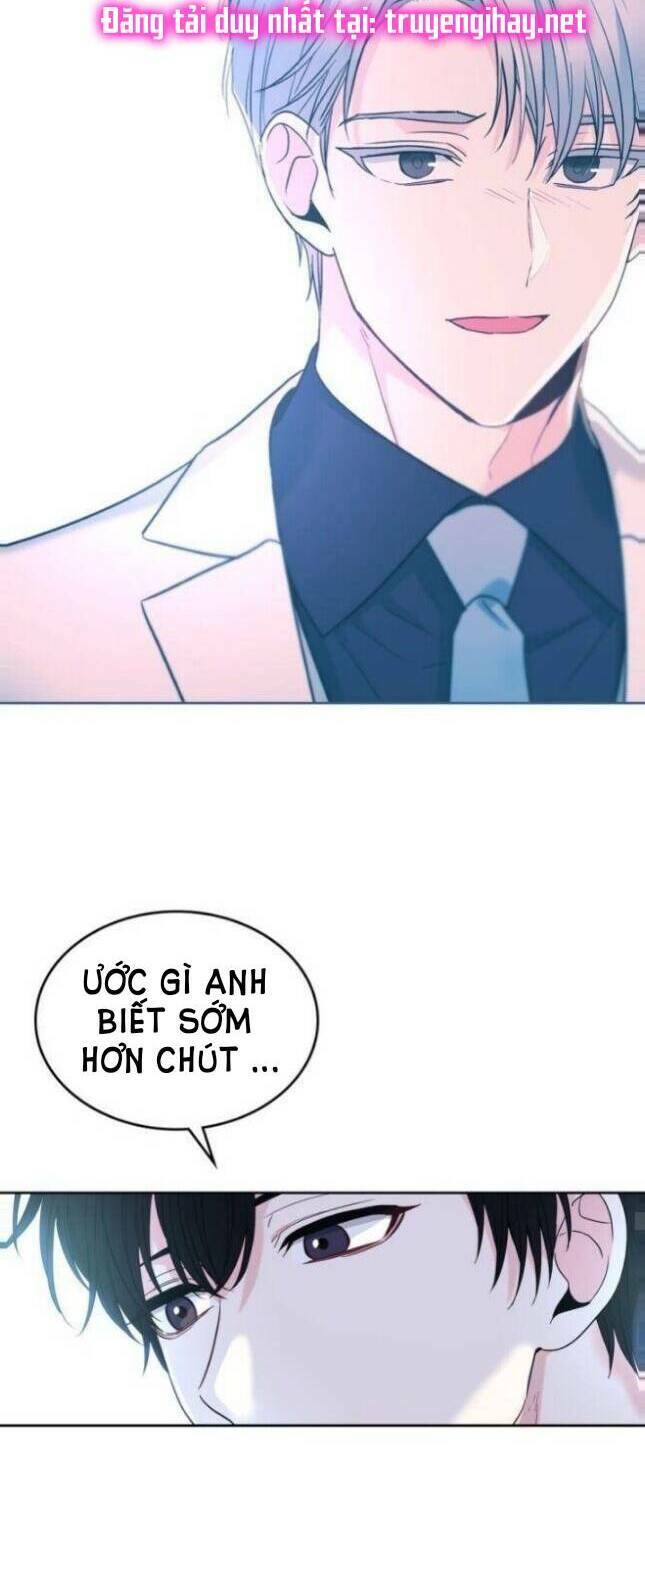 Đăng tải duy nhất tại: truyengihay.net
ƯỚC GÌ ANH
BIẾT SỚM
HƠN CHÚT ...